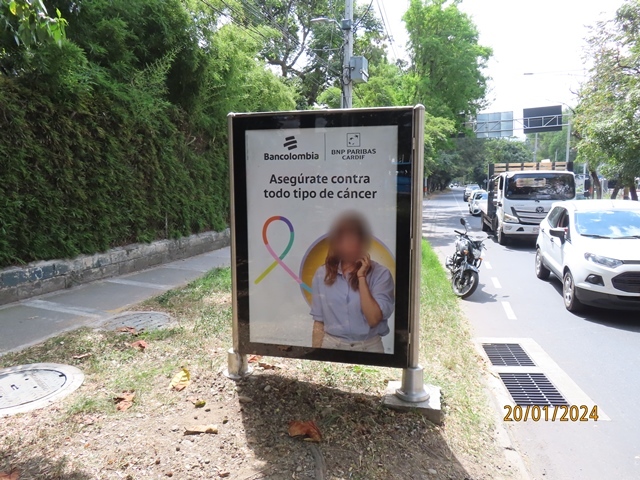 Bancolombia
BNP PARIBAS
CARDIF
Asegúrate contra
todo tipo de cáncer
20/01/2024